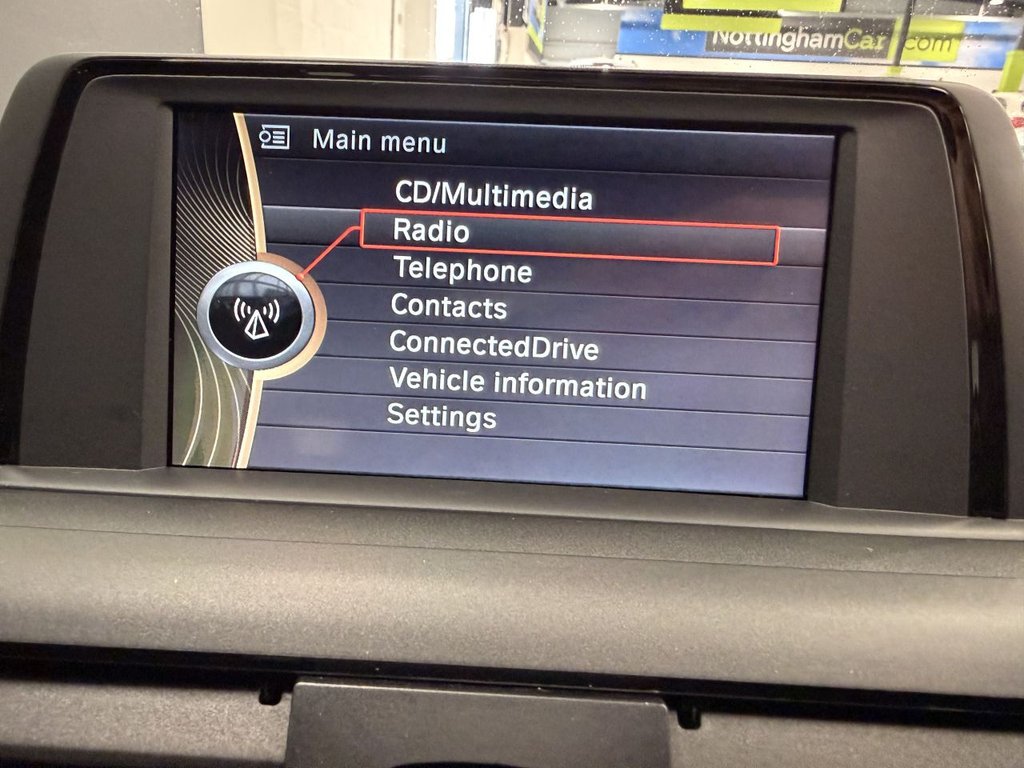 NottinghamCar .com
Main menu
CD/Multimedia
Radio
Telephone
Contacts
ConnectedDrive
Vehicle information
Settings